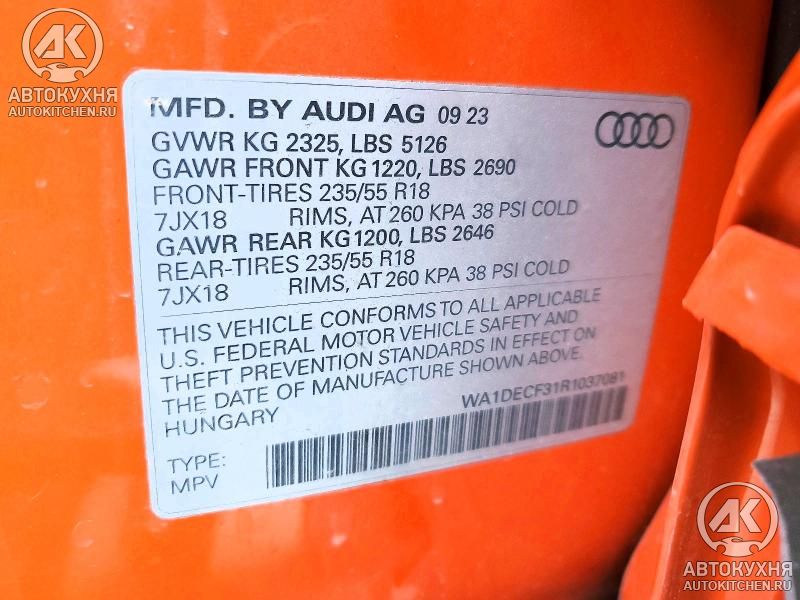 AK
АВТОКУХНЯ
AUTOKITCHEN.RU
MFD. BY AUDI AG 09 23
GVWR KG 2325, LBS 5126
GAWR FRONT KG 1220, LBS 2690
FRONT-TIRES 235/55 R18
7JX18 RIMS, AT 260 KPA 38 PSI COLD
GAWR REAR KG 1200, LBS 2646
REAR-TIRES 235/55 R18
7JX18 RIMS, AT 260 KPA 38 PSI COLD
THIS VEHICLE CONFORMS TO ALL APPLICABLE
U.S. FEDERAL MOTOR VEHICLE SAFETY AND
THEFT PREVENTION STANDARDS IN EFFECT ON
THE DATE OF MANUFACTURE SHOWN ABOVE.
HUNGARY
WA1DECF31R1037081
TYPE:
MPV
AK
АВТОКУХНЯ
AUTOKITCHEN.RU